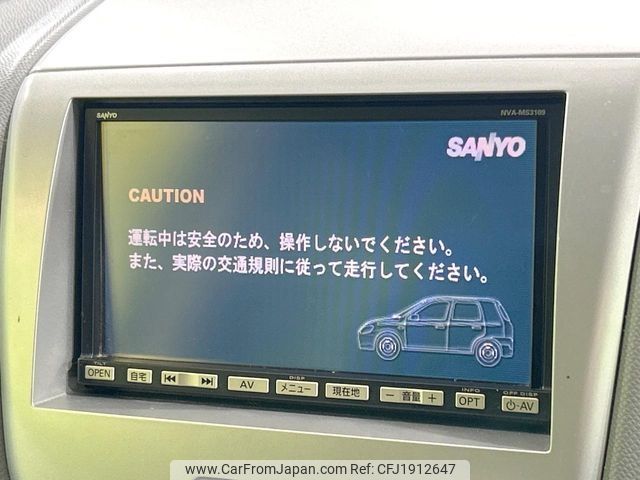 SANYO
NVA-MS3109
SANYO
CAUTION
運転中は安全のため、操作しないでください。
また、実際の交通規則に従って走行してください。
TILT
DISP
INFO
OFF DISP
OPEN 自宅 AV メニュー 現在地 − 音量 + OPT ⏻·AV
www.CarFromJapan.com | Ref No: CFJ1912647